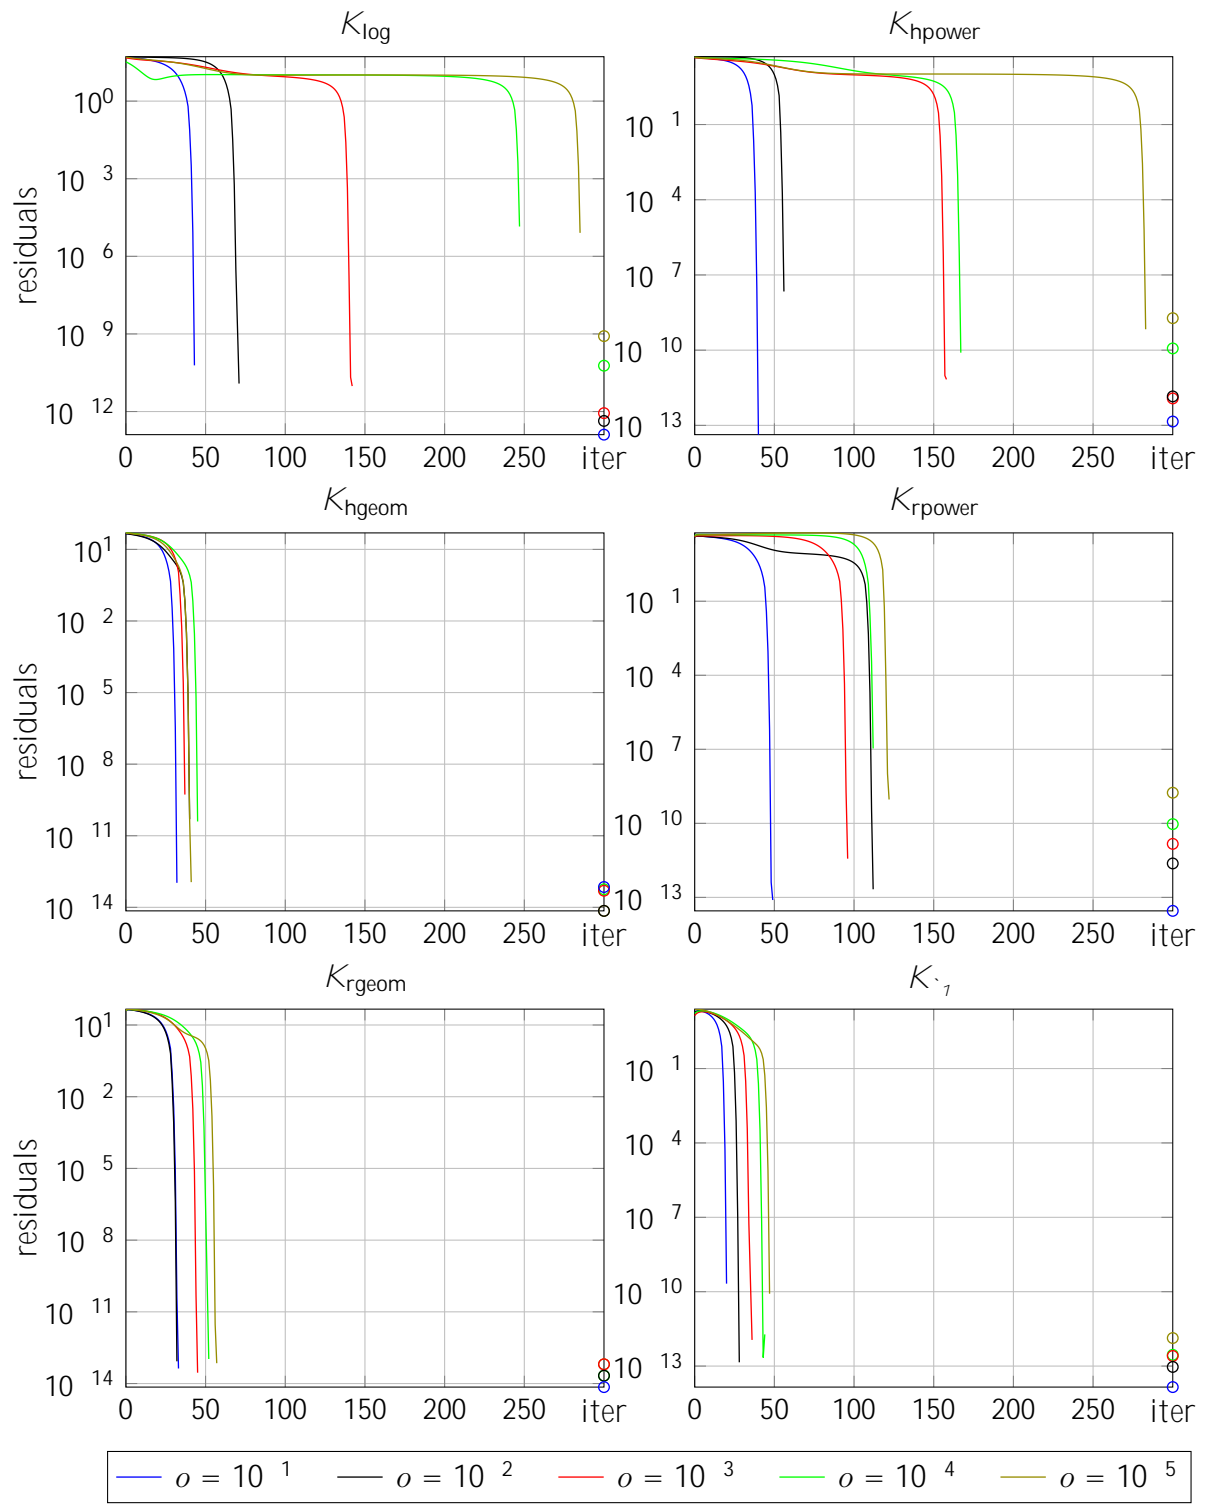 K_log K_hpower
residuals
10^0
10^3
10^6
10^9
10^12
0 50 100 150 200 250 iter
10^1
10^4
10^7
10^10
10^13
0 50 100 150 200 250 iter
K_hgeom K_rpower
residuals
10^1
10^2
10^5
10^8
10^11
10^14
0 50 100 150 200 250 iter
10^1
10^4
10^7
10^10
10^13
0 50 100 150 200 250 iter
K_rgeom K_`1
residuals
10^1
10^2
10^5
10^8
10^11
10^14
0 50 100 150 200 250 iter
10^1
10^4
10^7
10^10
10^13
0 50 100 150 200 250 iter
o = 10^1 o = 10^2 o = 10^3 o = 10^4 o = 10^5